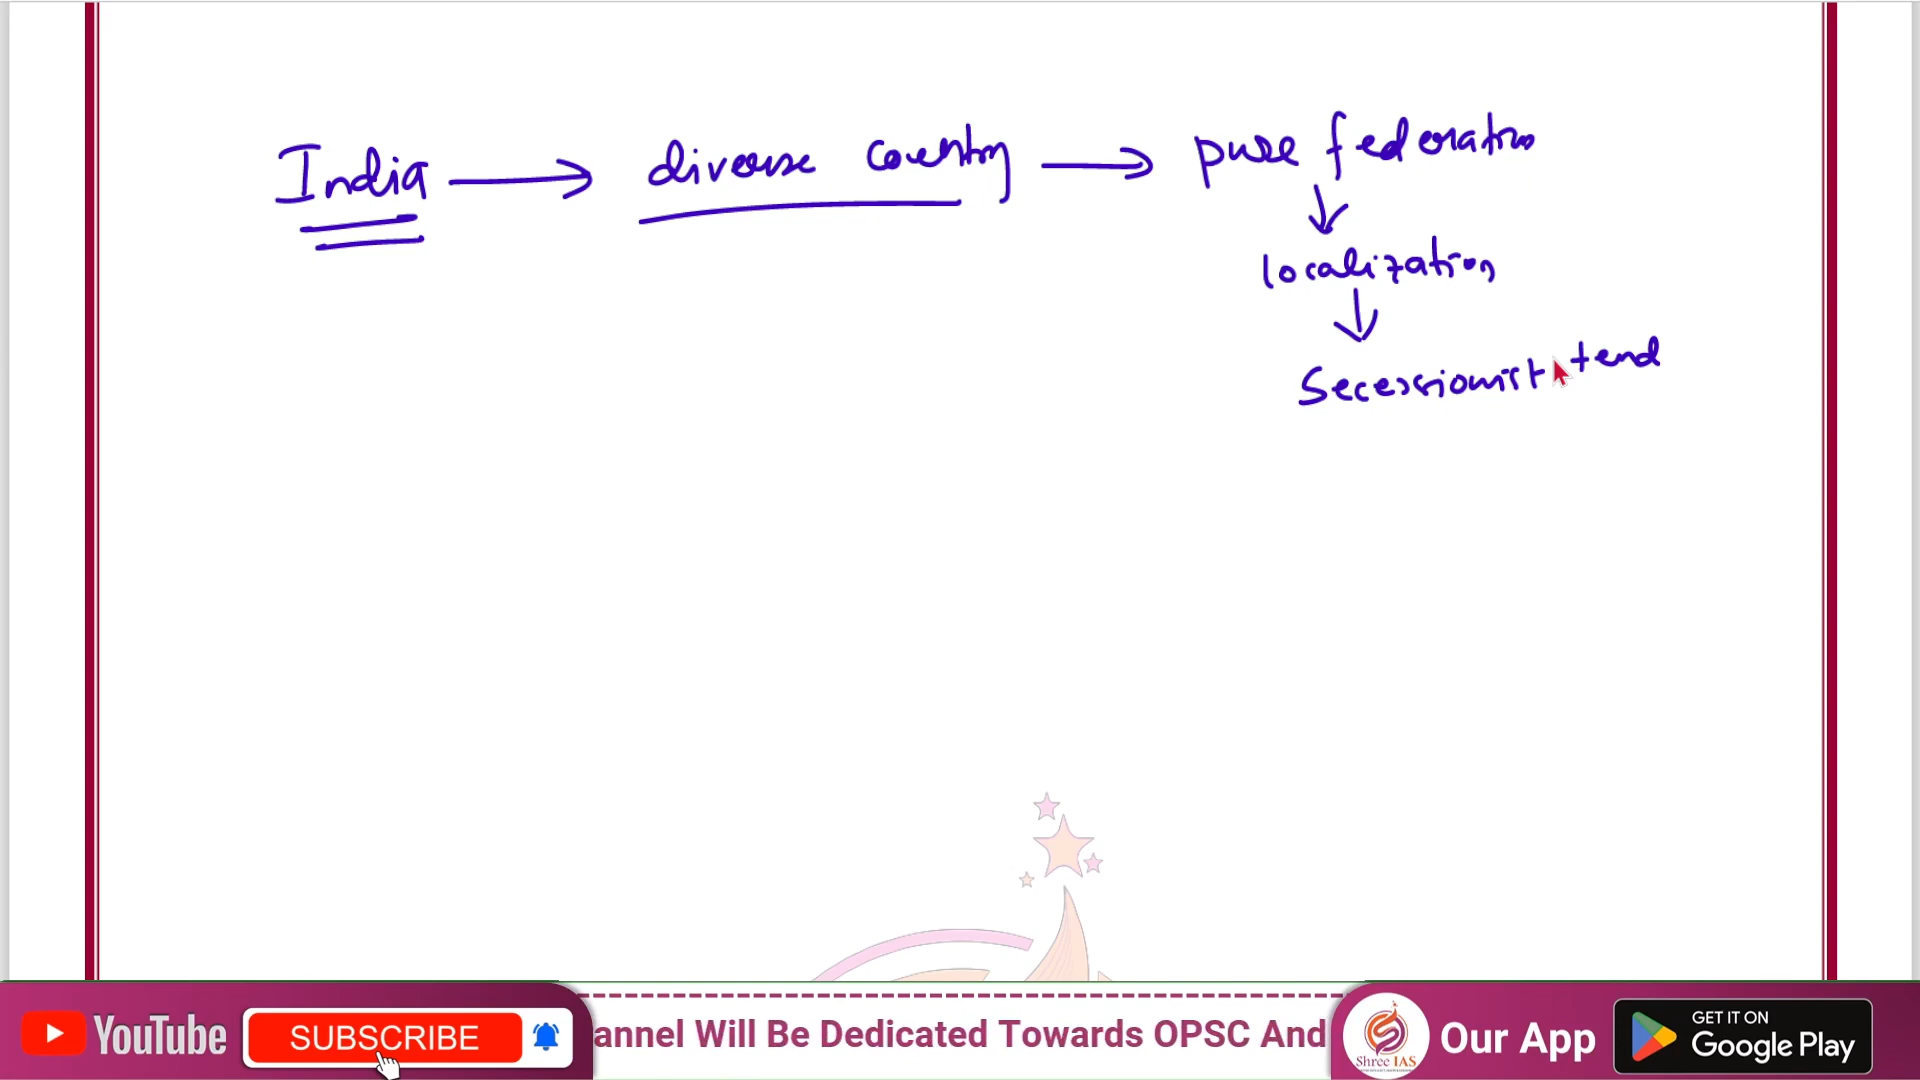 India → diverse country → pure federation
↓
localization
↓
Secessionist tend
YouTube SUBSCRIBE annel Will Be Dedicated Towards OPSC And Shree IAS Our App GET IT ON Google Play